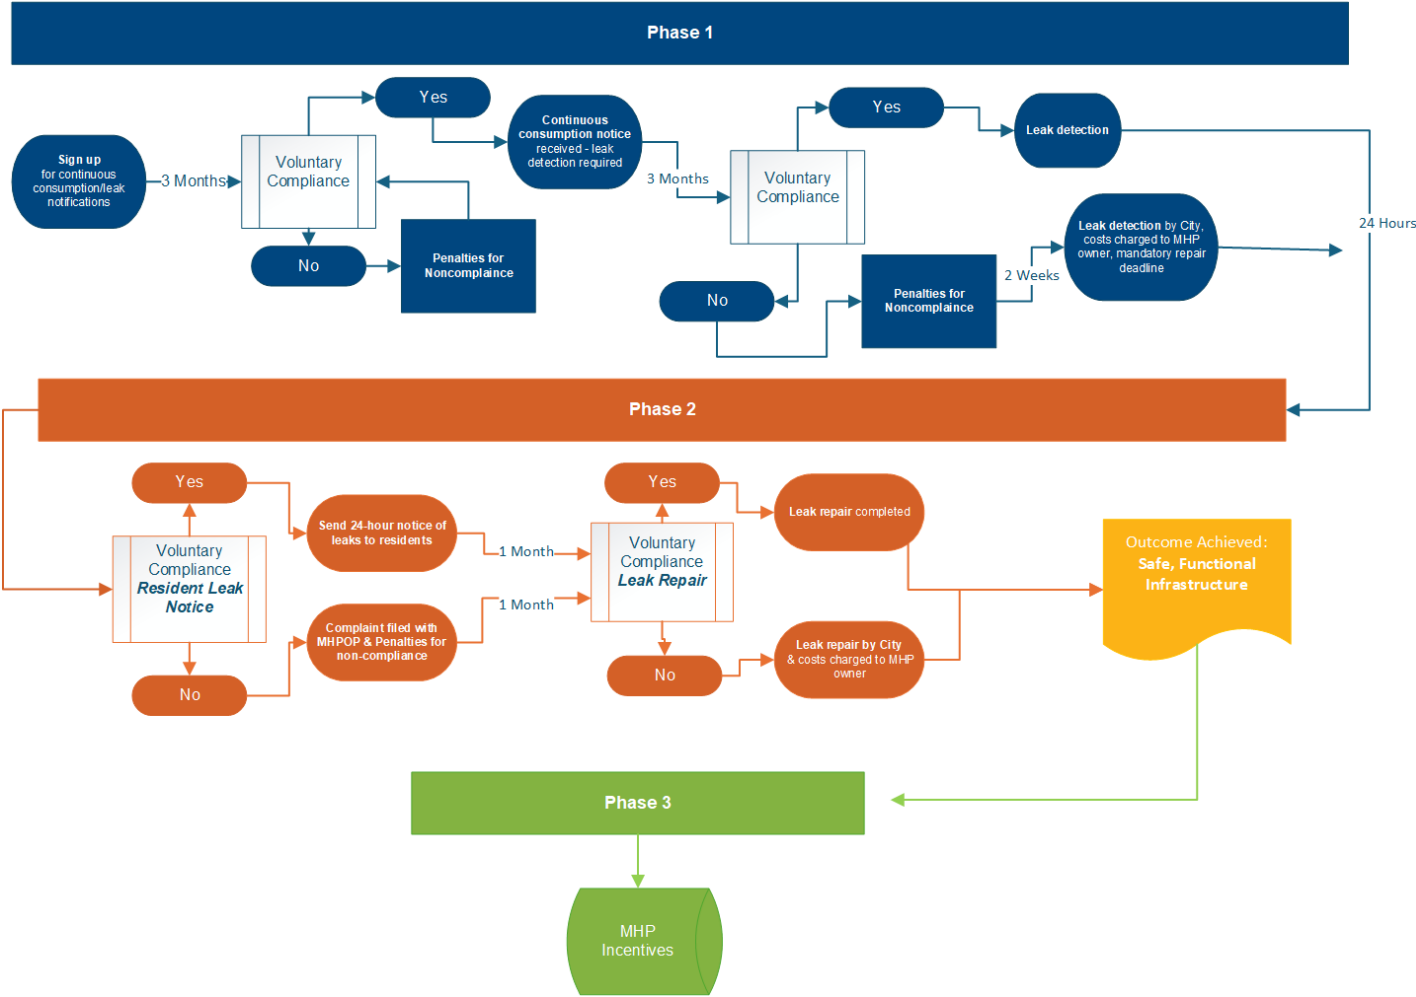 Phase 1
Sign up
for continuous
consumption/leak
notifications
3 Months
Voluntary
Compliance
Yes
No
Penalties for
Noncomplaince
Continuous
consumption notice
received - leak
detection required
3 Months
Voluntary
Compliance
Yes
No
Penalties for
Noncomplaince
2 Weeks
Leak detection
Leak detection by City,
costs charged to MHP
owner, mandatory repair
deadline
24 Hours
Phase 2
Voluntary
Compliance
Resident Leak
Notice
Yes
No
Send 24-hour notice of
leaks to residents
Complaint filed with
MHPOP & Penalties for
non-compliance
1 Month
1 Month
Voluntary
Compliance
Leak Repair
Yes
No
Leak repair completed
Leak repair by City
& costs charged to MHP
owner
Outcome Achieved:
Safe, Functional
Infrastructure
Phase 3
MHP
Incentives